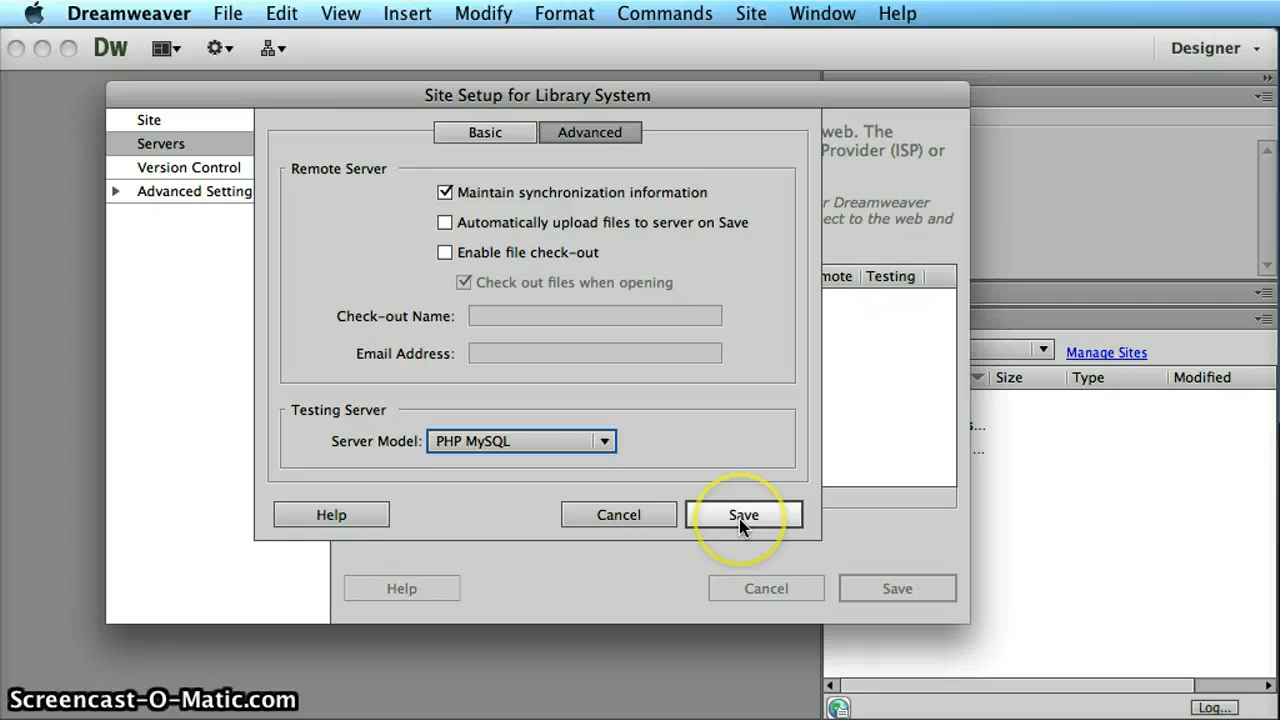 Dreamweaver File Edit View Insert Modify Format Commands Site Window Help
Dw Designer
Site Setup for Library System
Site
Servers
Version Control
Advanced Setting
Basic Advanced
Remote Server
Maintain synchronization information
Automatically upload files to server on Save
Enable file check-out
Check out files when opening
Check-out Name:
Email Address:
Testing Server
Server Model: PHP MySQL
Help Cancel Save
web. The
Provider (ISP) or
r Dreamweaver
ect to the web and
mote Testing
Help Cancel Save
Manage Sites
Size Type Modified
s...
...
Log...
Screencast-O-Matic.com